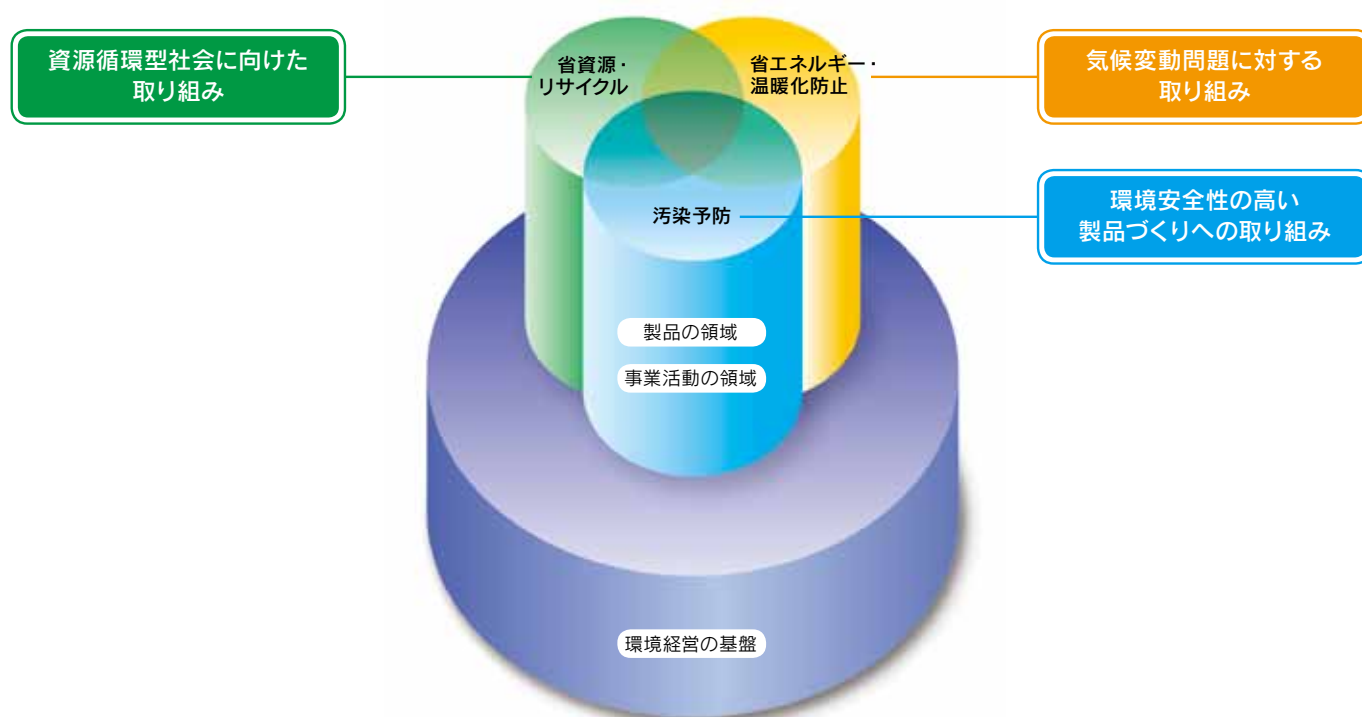 資源循環型社会に向けた
取り組み
省資源・
リサイクル
省エネルギー・
温暖化防止
気候変動問題に対する
取り組み
汚染予防
環境安全性の高い
製品づくりへの取り組み
製品の領域
事業活動の領域
環境経営の基盤